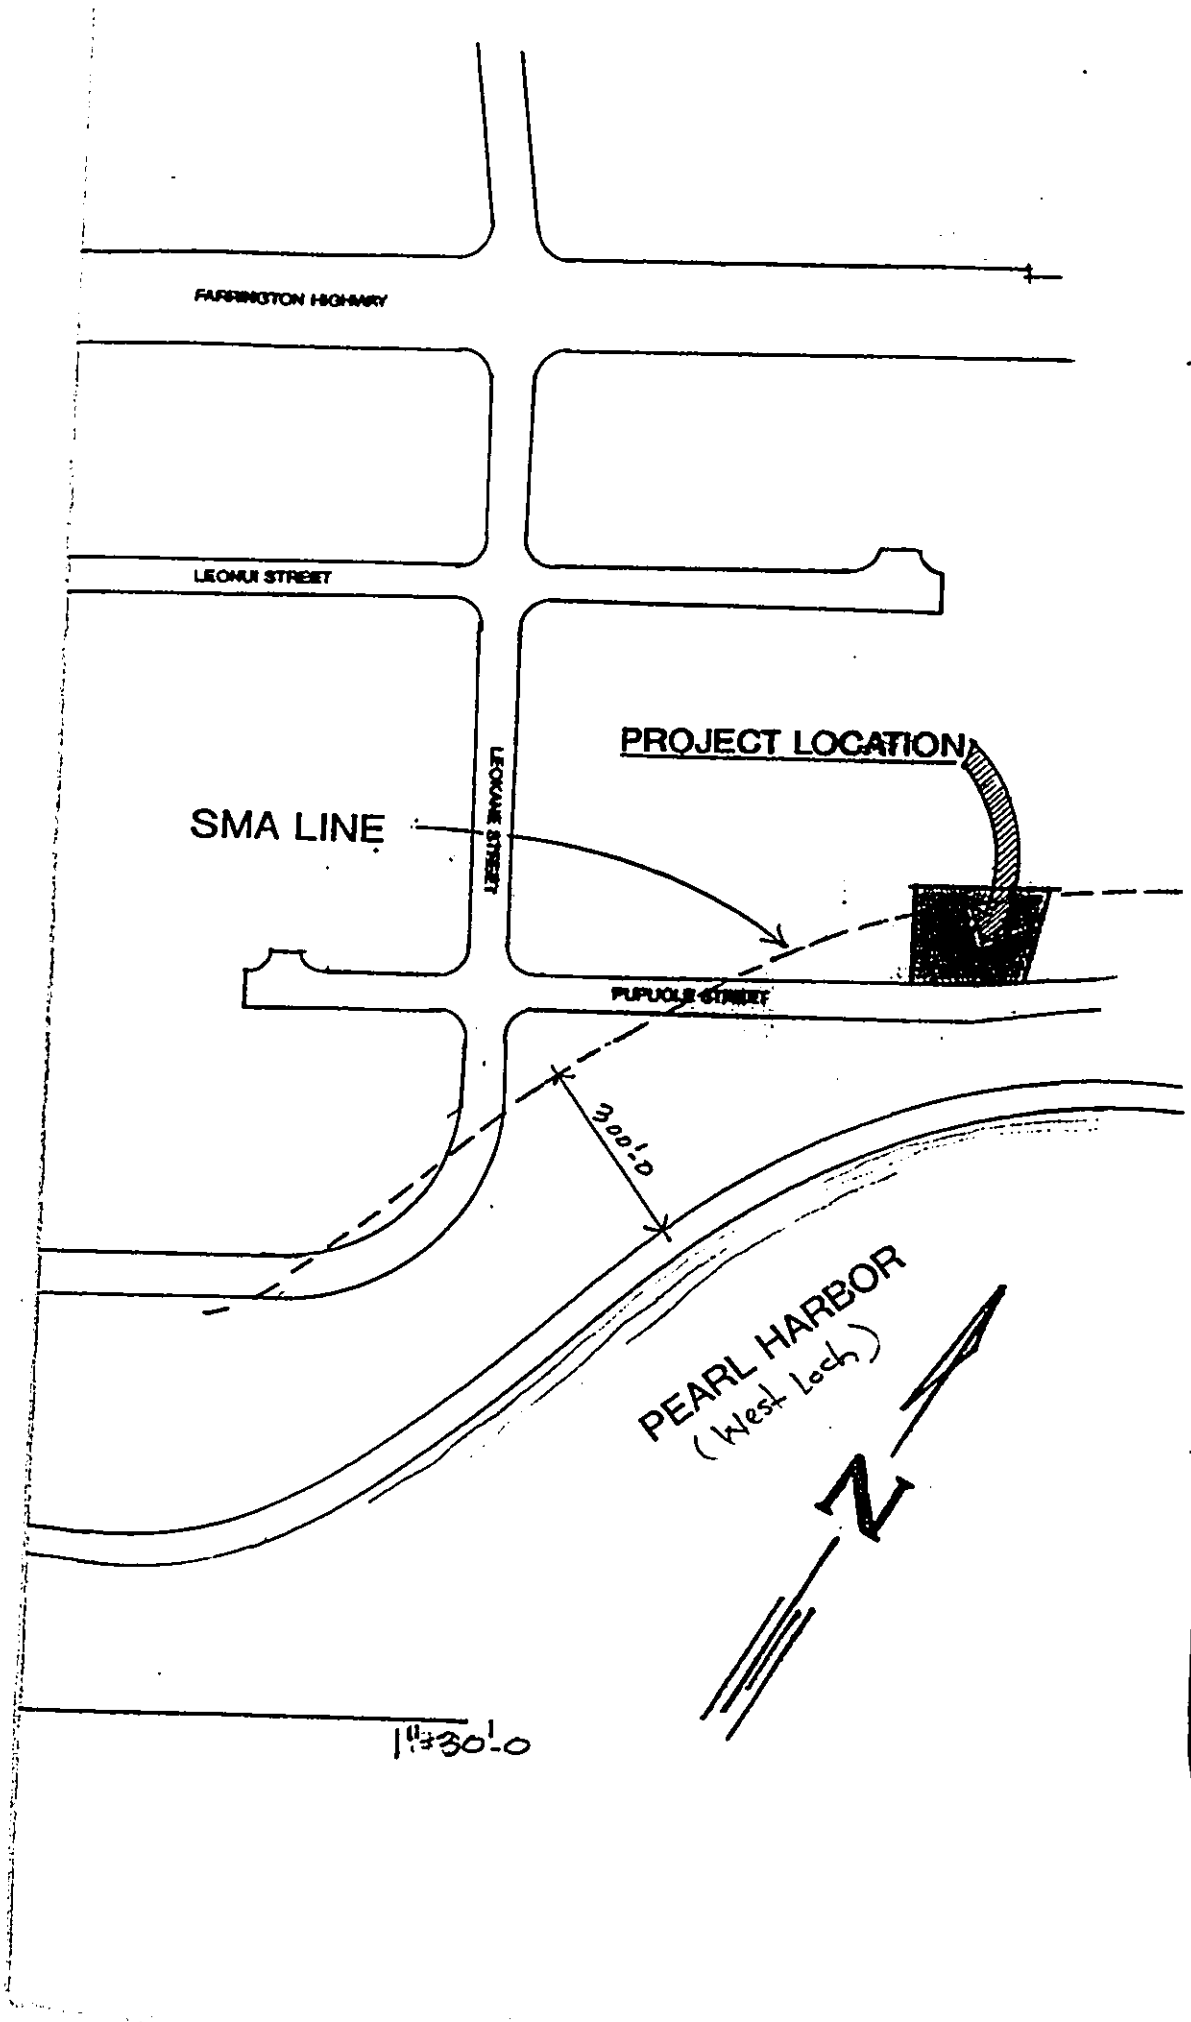 FARRINGTON HIGHWAY
LEONUI STREET
PROJECT LOCATION
LEOKANE STREET
SMA LINE
PUPUOLE STREET
300'-0
PEARL HARBOR
(West Loch)
N
1"=30'-0